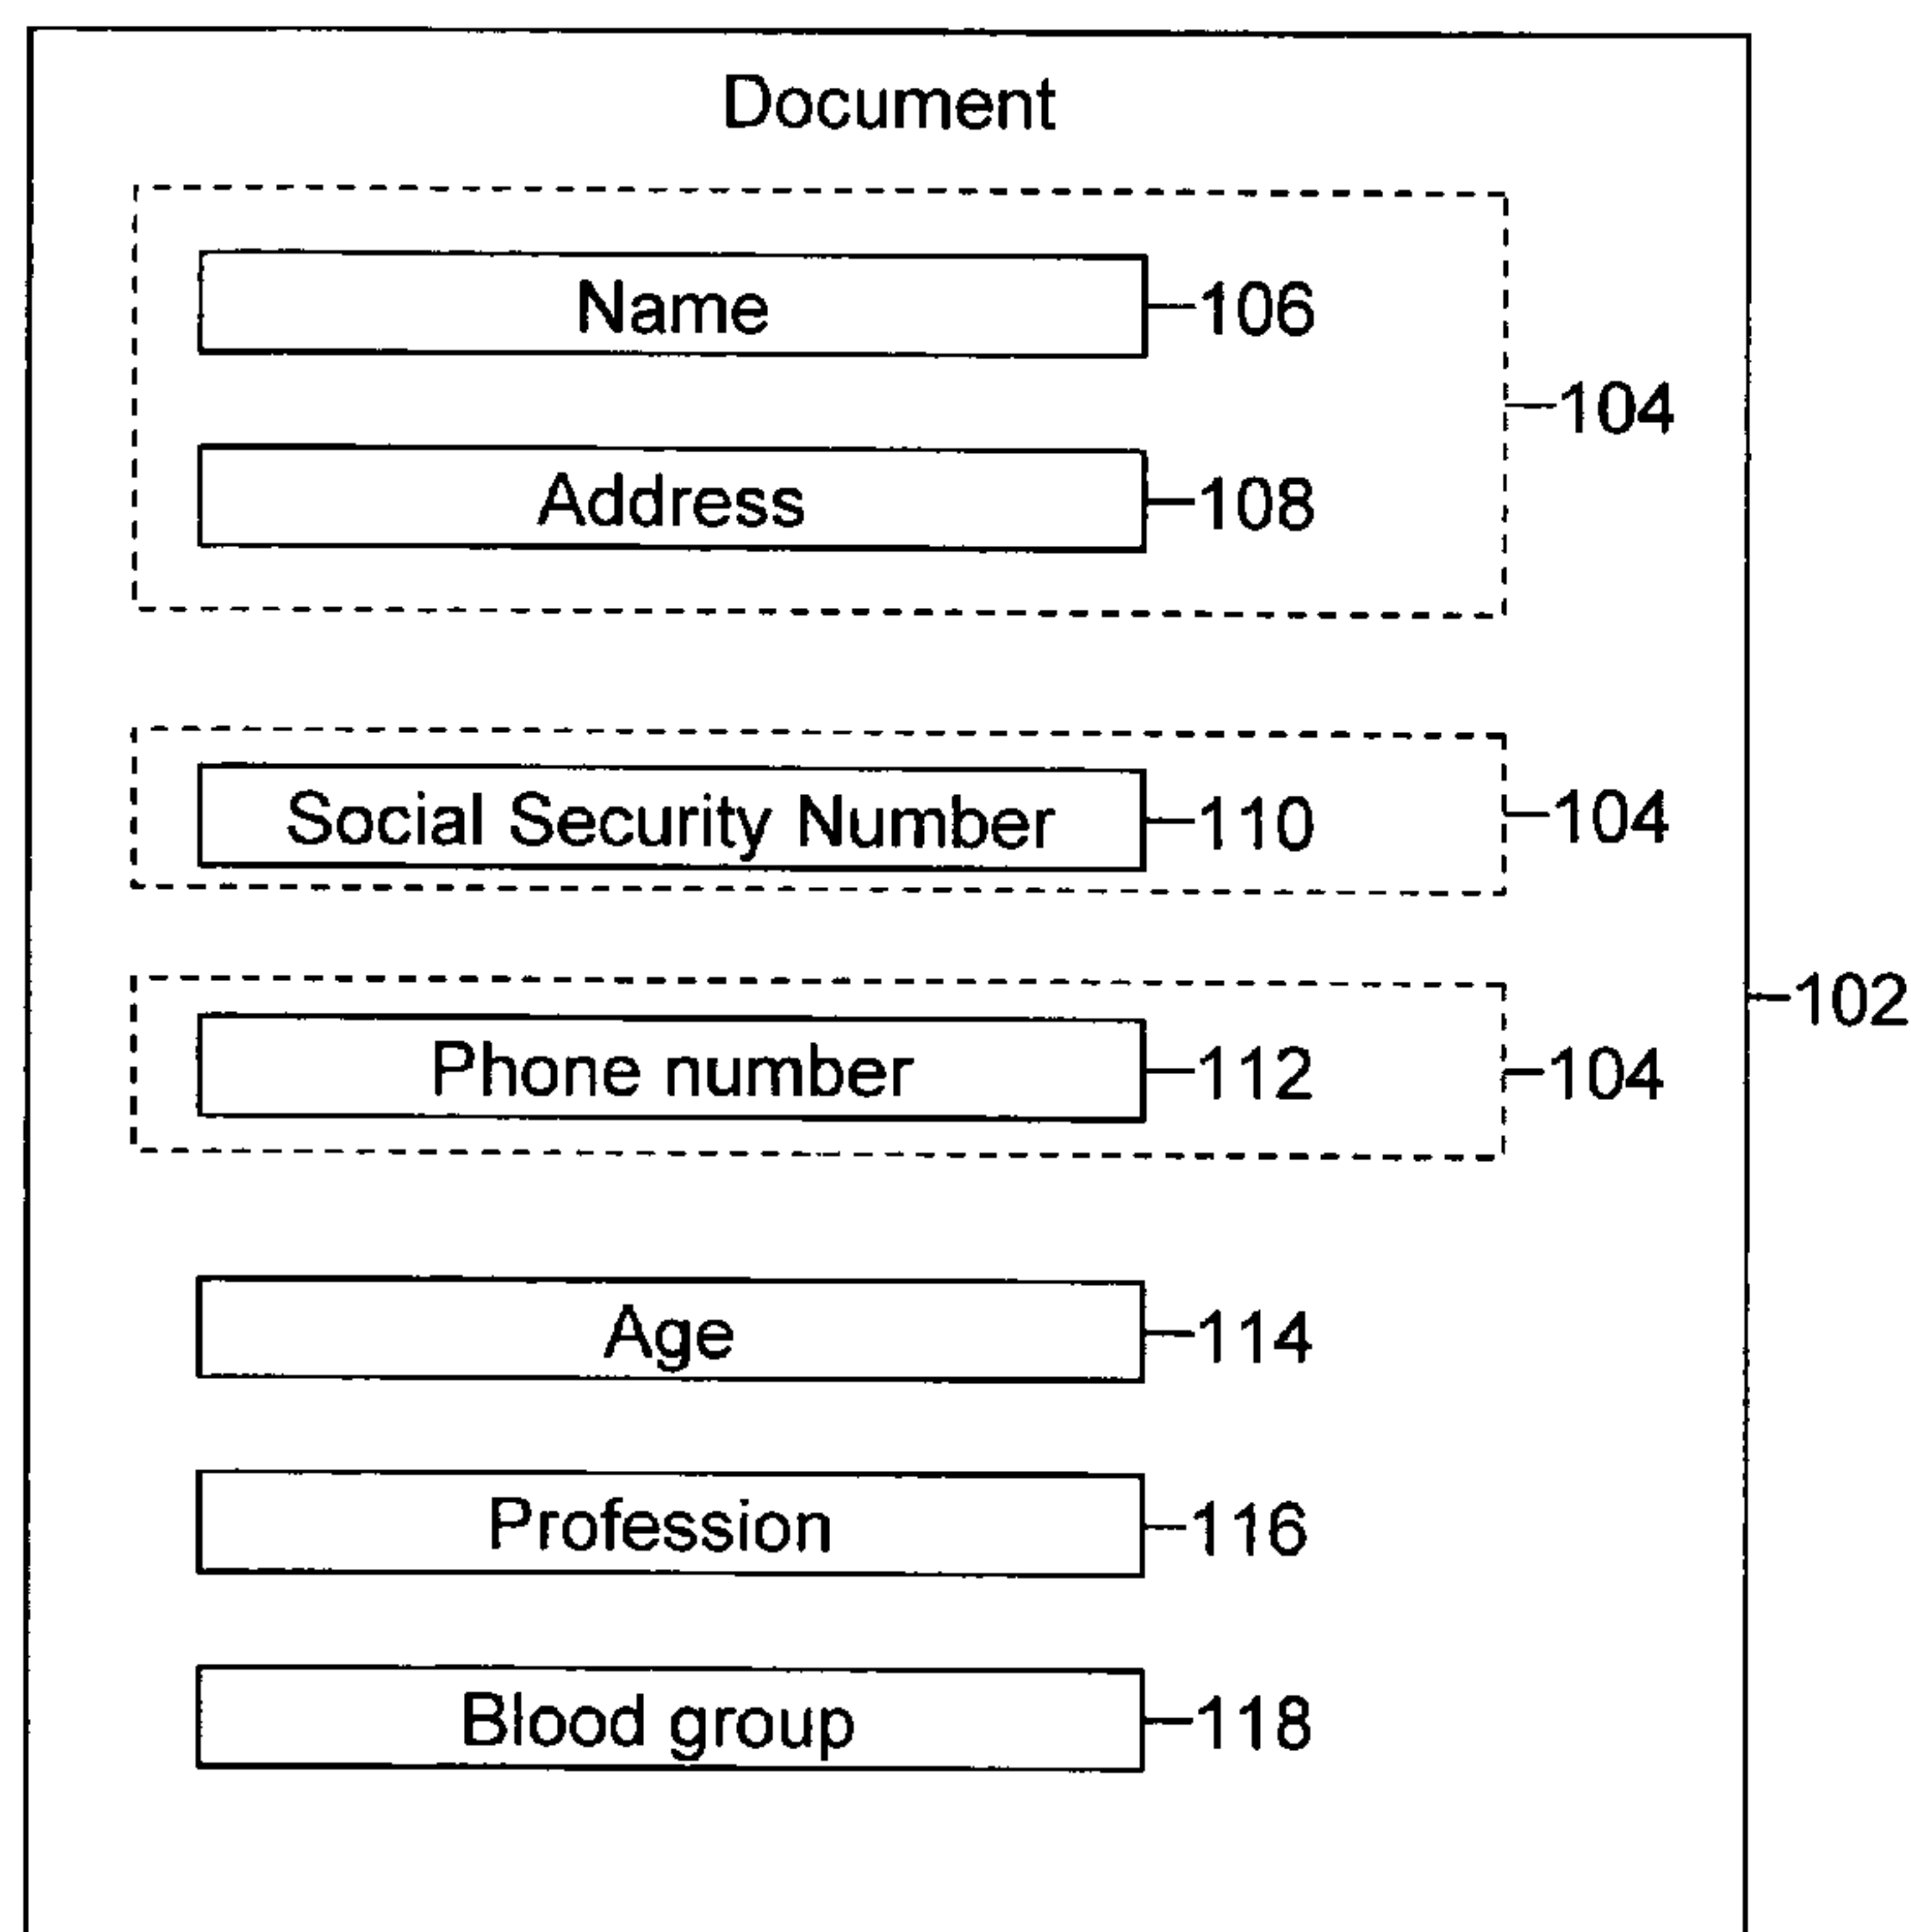 Document
Name 106
104
Address 108
Social Security Number 110 104
102
Phone number 112 104
Age 114
Profession 116
Blood group 118